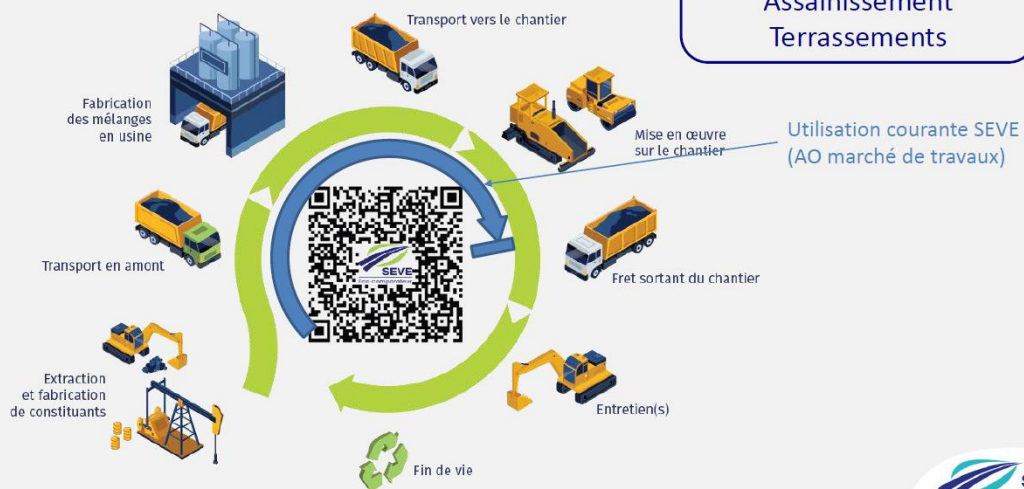 Assainissement
Terrassements
Transport vers le chantier
Fabrication
des mélanges
en usine
Mise en œuvre
sur le chantier
Utilisation courante SEVE
(AO marché de travaux)
SEVE
Éco-comparateur
Transport en amont
Fret sortant du chantier
Extraction
et fabrication
de constituants
Entretien(s)
Fin de vie